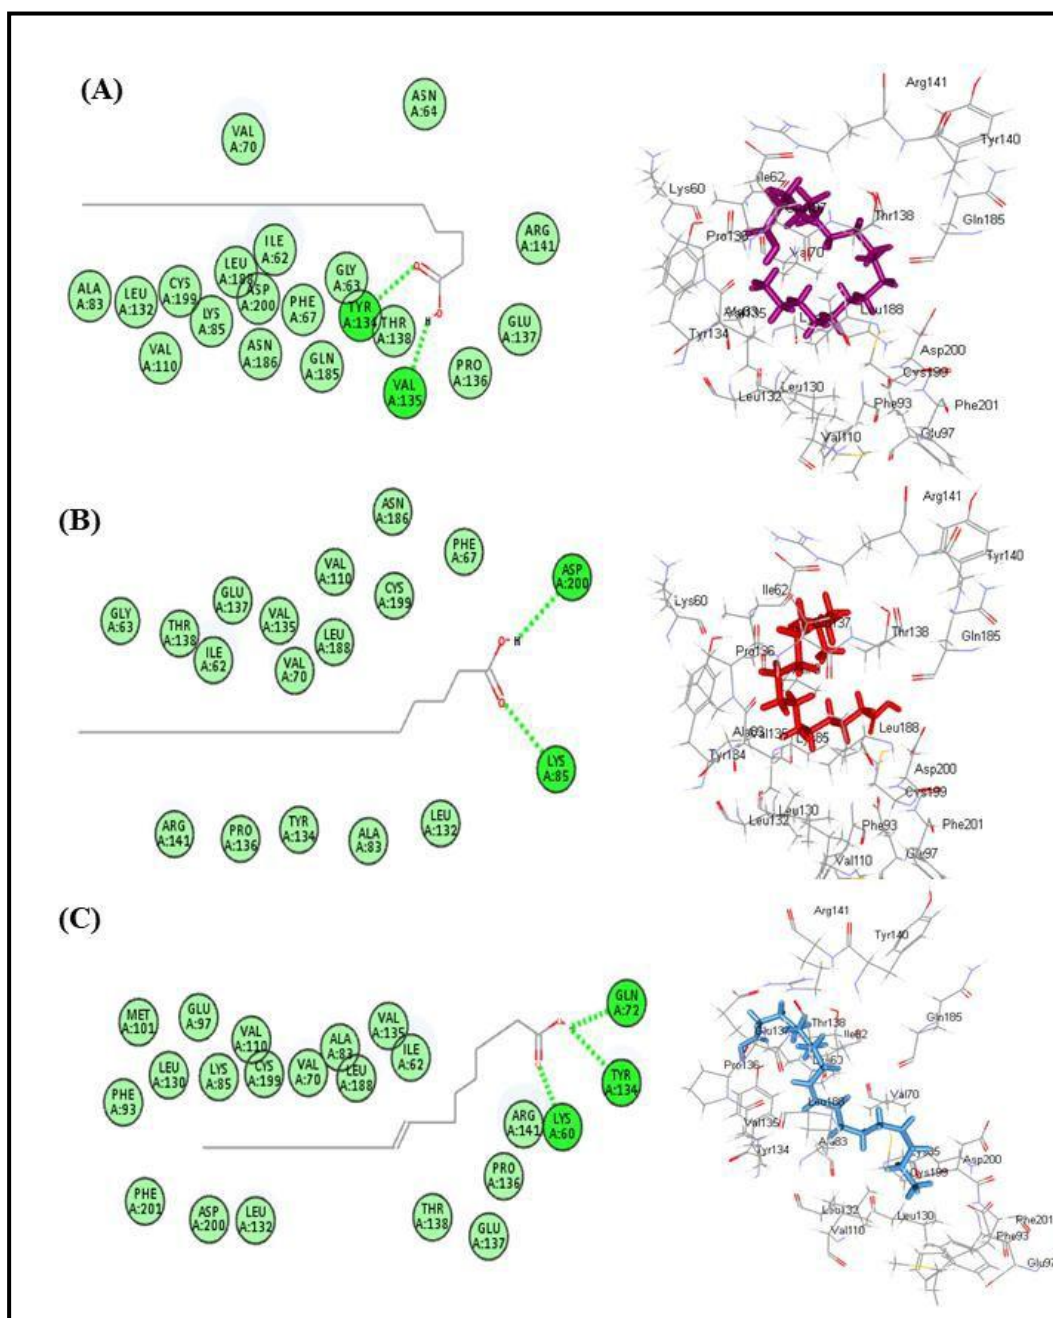 (A)
ASN
A:64
VAL
A:70
ARG
A:141
ILE
A:62
LEU
A:188
GLY
A:63
ALA
A:83
LEU
A:132
CYS
A:199
LYS
A:85
ASP
A:200
PHE
A:67
TYR
A:134
THR
A:138
GLU
A:137
VAL
A:110
ASN
A:186
GLN
A:185
PRO
A:136
VAL
A:135
O
O
H
Arg141
Tyr140
Ile62
Lys60
Thr138
Gln185
Pro136
Val70
Leu188
Tyr134
Asp200
Cys199
Leu130
Leu132
Phe93
Phe201
Val110
Glu97
(B)
ASN
A:186
PHE
A:67
VAL
A:110
ASP
A:200
CYS
A:199
GLU
A:137
GLY
A:63
THR
A:138
VAL
A:135
LEU
A:188
ILE
A:62
VAL
A:70
O
H
O
LYS
A:85
ARG
A:141
PRO
A:136
TYR
A:134
ALA
A:83
LEU
A:132
Arg141
Tyr140
Ile62
Lys60
Thr138
Gln185
Pro136
Ala83
Val135
Lys85
Leu188
Tyr134
Asp200
Cys199
Leu130
Leu132
Phe93
Phe201
Val110
Glu97
(C)
GLN
A:72
MET
A:101
GLU
A:97
VAL
A:110
VAL
A:135
ALA
A:83
ILE
A:62
LEU
A:130
LYS
A:85
CYS
A:199
VAL
A:70
LEU
A:188
TYR
A:134
PHE
A:93
ARG
A:141
LYS
A:60
PRO
A:136
PHE
A:201
ASP
A:200
LEU
A:132
THR
A:138
GLU
A:137
Arg141
Tyr140
Gln185
Glu137
Thr138
Ile62
Pro136
Val70
Leu188
Val135
Tyr134
Ala83
Asp200
Cys199
Leu132
Leu130
Val110
Phe201
Phe93
Glu97